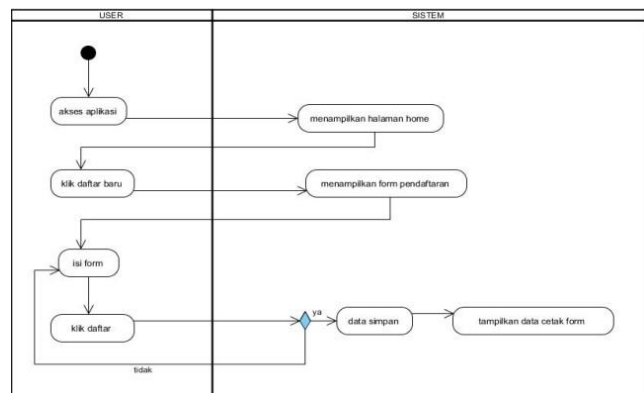 USER
SISTEM
akses aplikasi
menampilkan halaman home
klik daftar baru
menampilkan form pendaftaran
isi form
klik daftar
ya
data simpan
tampilkan data cetak form
tidak